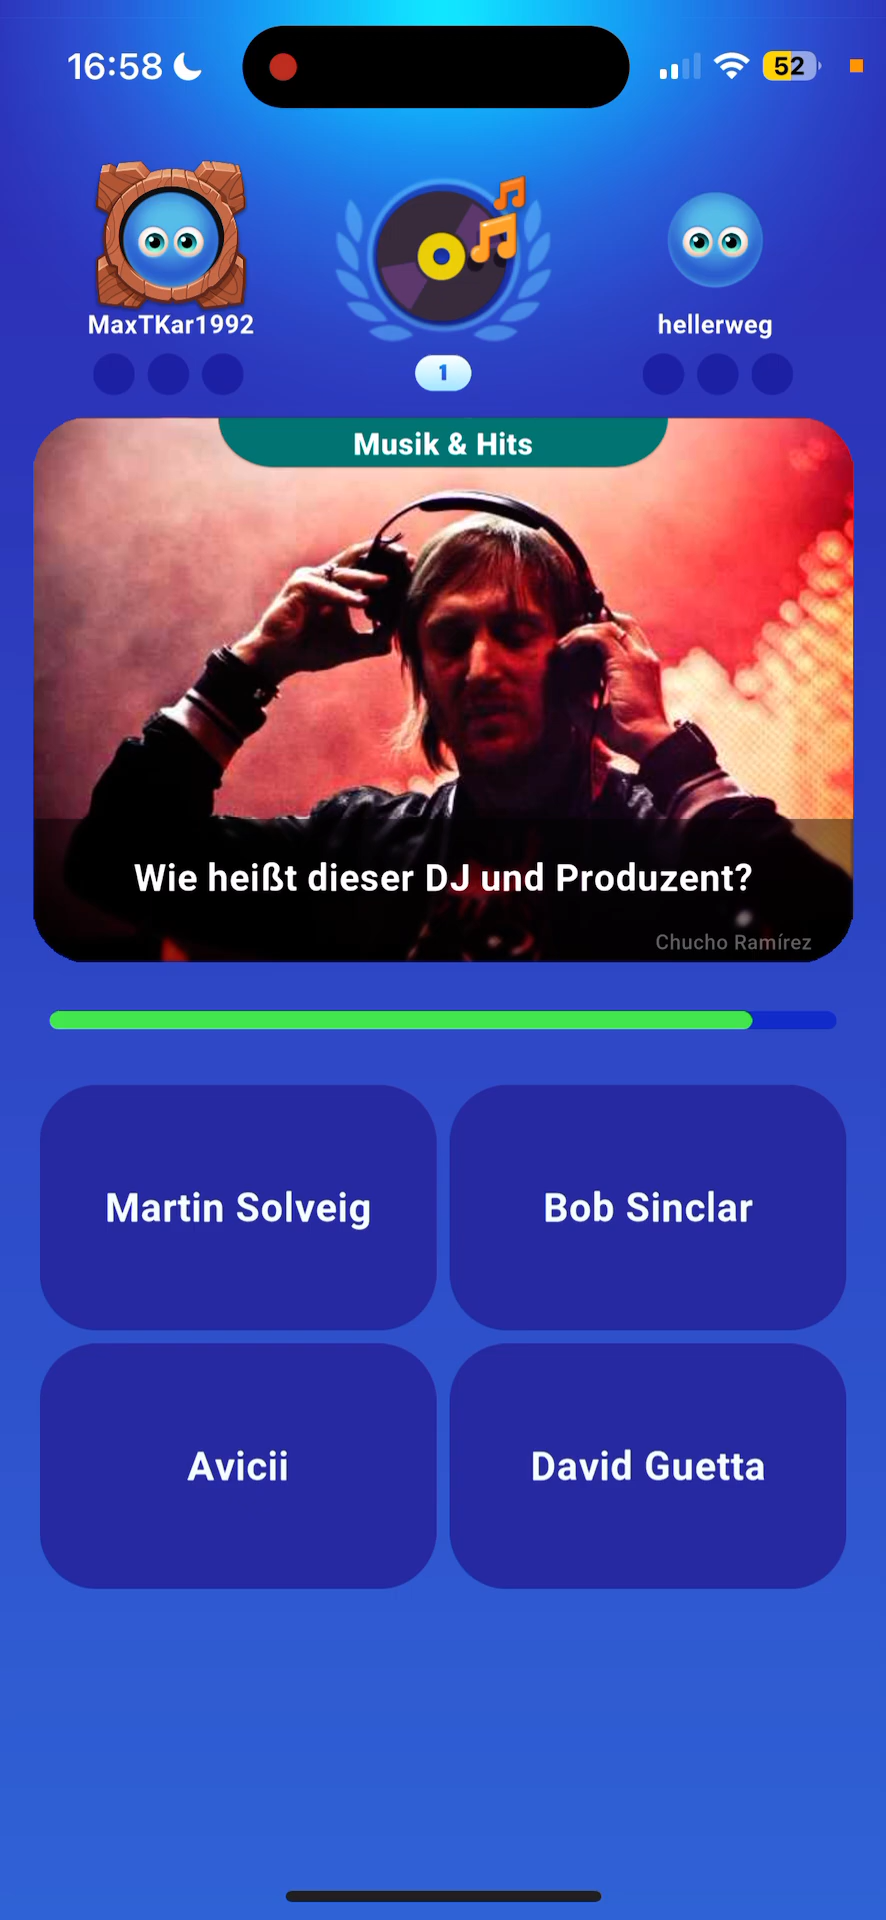 16:58
52
MaxTKar1992
1
hellerweg
Musik & Hits
Wie heißt dieser DJ und Produzent?
Chucho Ramírez
Martin Solveig
Bob Sinclar
Avicii
David Guetta